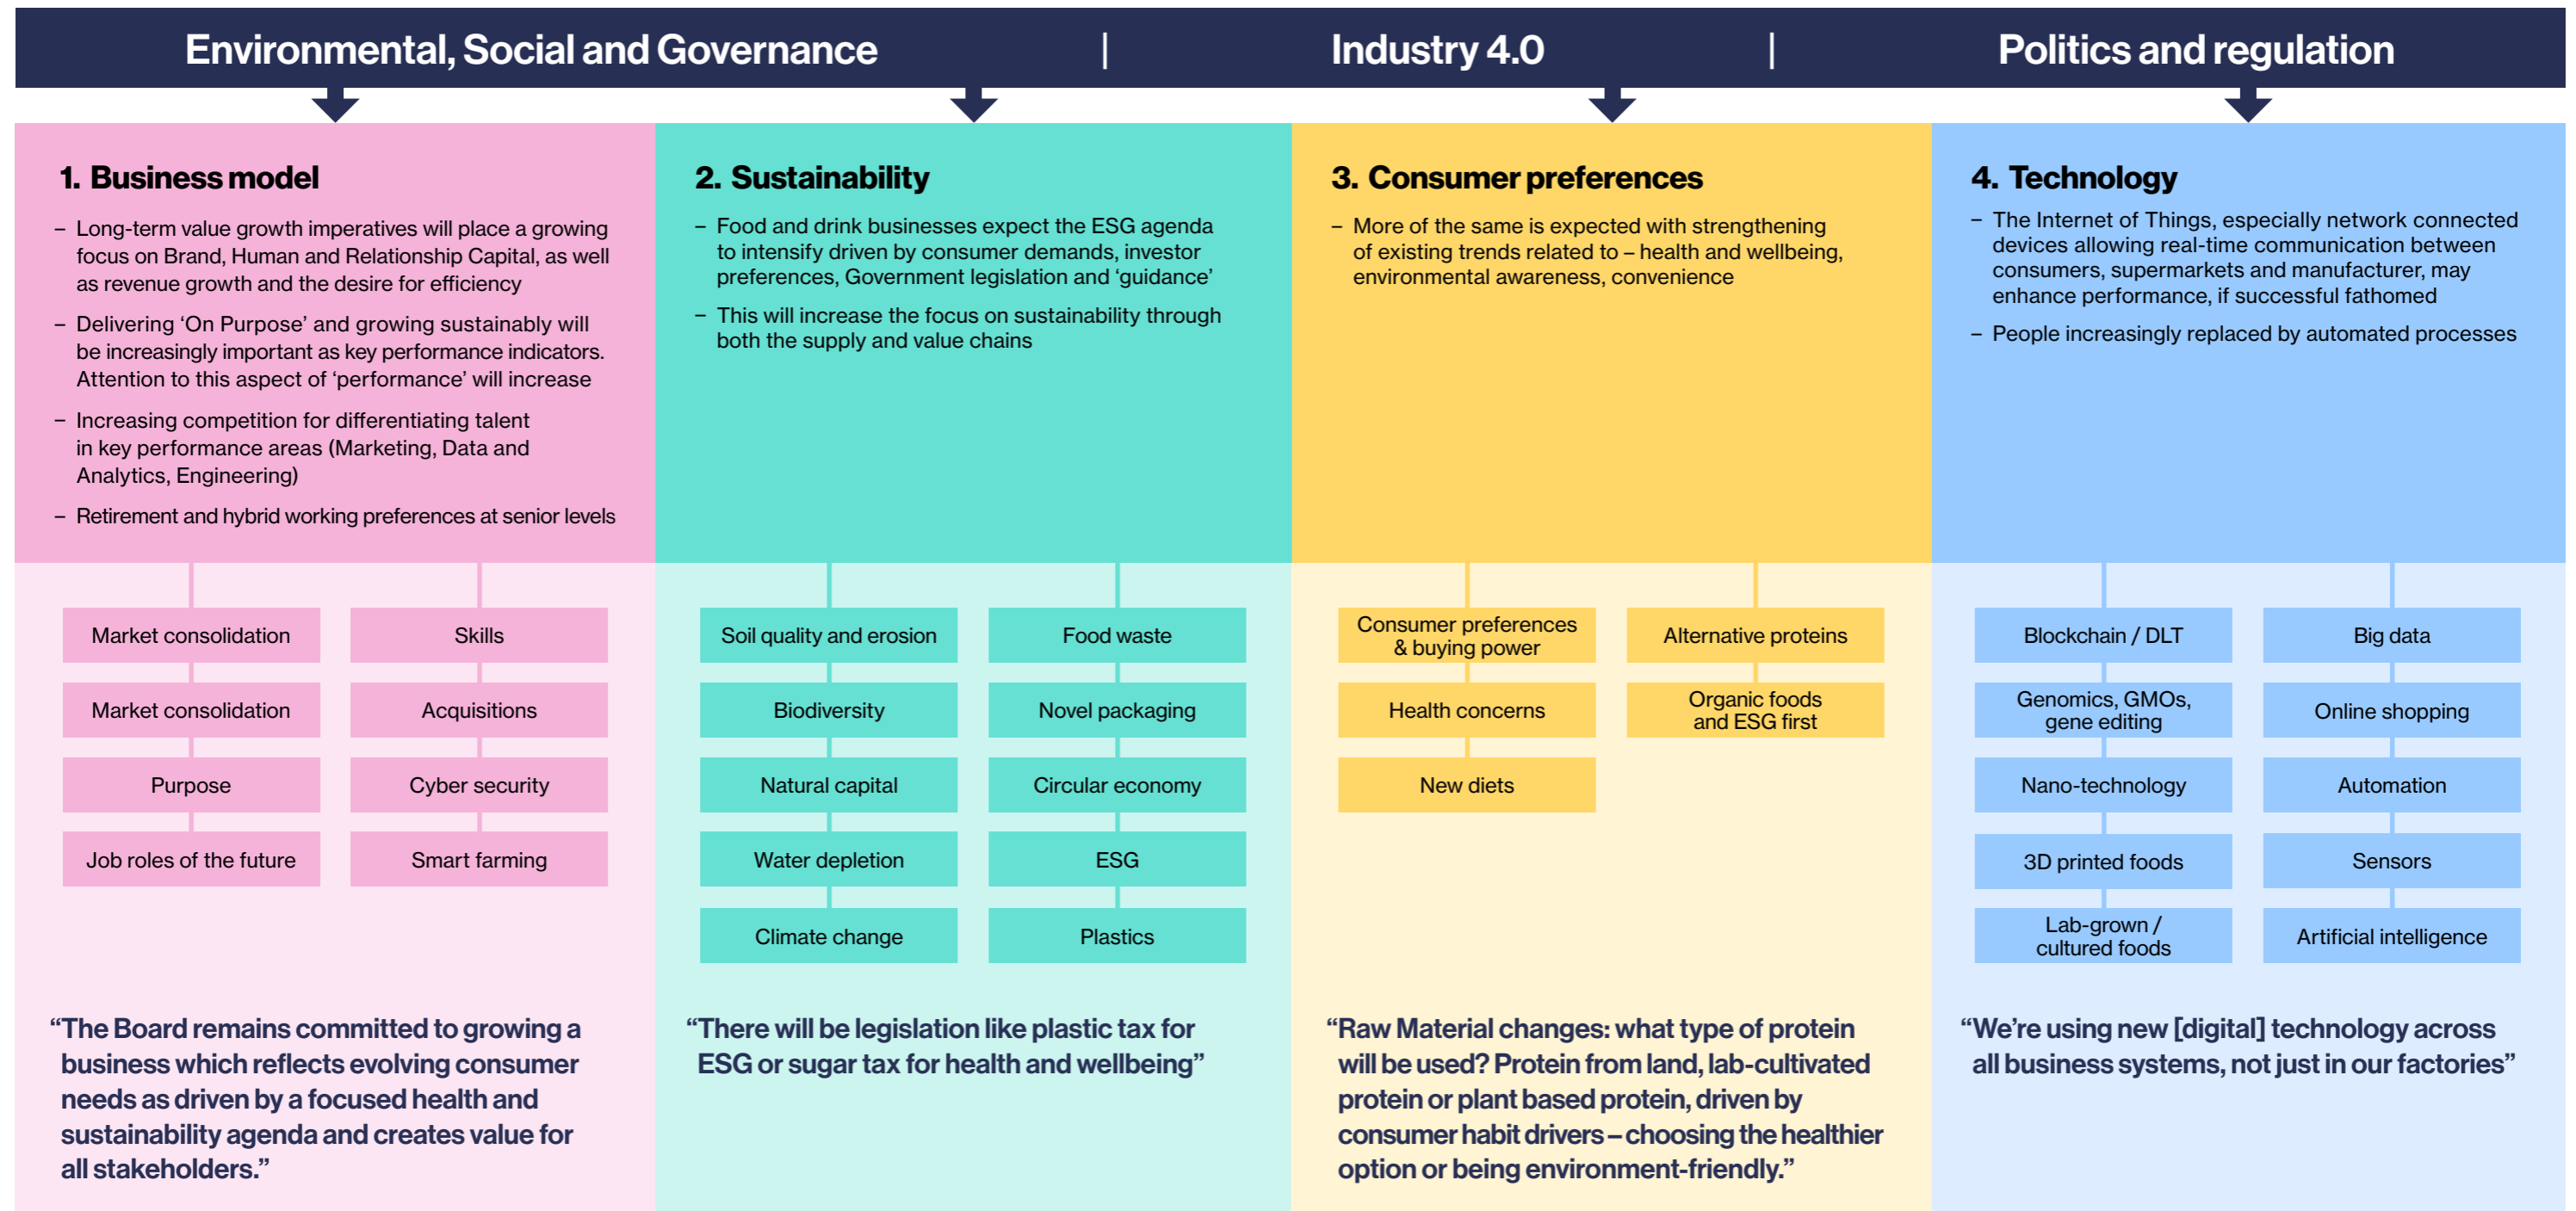 Environmental, Social and Governance | Industry 4.0 | Politics and regulation
1. Business model
– Long-term value growth imperatives will place a growing
focus on Brand, Human and Relationship Capital, as well
as revenue growth and the desire for efficiency
– Delivering ‘On Purpose’ and growing sustainably will
be increasingly important as key performance indicators.
Attention to this aspect of ‘performance’ will increase
– Increasing competition for differentiating talent
in key performance areas (Marketing, Data and
Analytics, Engineering)
– Retirement and hybrid working preferences at senior levels
Market consolidation
Market consolidation
Purpose
Job roles of the future
Skills
Acquisitions
Cyber security
Smart farming
“The Board remains committed to growing a
business which reflects evolving consumer
needs as driven by a focused health and
sustainability agenda and creates value for
all stakeholders.”
2. Sustainability
– Food and drink businesses expect the ESG agenda
to intensify driven by consumer demands, investor
preferences, Government legislation and ‘guidance’
– This will increase the focus on sustainability through
both the supply and value chains
Soil quality and erosion
Biodiversity
Natural capital
Water depletion
Climate change
Food waste
Novel packaging
Circular economy
ESG
Plastics
“There will be legislation like plastic tax for
ESG or sugar tax for health and wellbeing”
3. Consumer preferences
– More of the same is expected with strengthening
of existing trends related to – health and wellbeing,
environmental awareness, convenience
Consumer preferences
& buying power
Health concerns
New diets
Alternative proteins
Organic foods
and ESG first
“Raw Material changes: what type of protein
will be used? Protein from land, lab-cultivated
protein or plant based protein, driven by
consumer habit drivers – choosing the healthier
option or being environment-friendly.”
4. Technology
– The Internet of Things, especially network connected
devices allowing real-time communication between
consumers, supermarkets and manufacturer, may
enhance performance, if successful fathomed
– People increasingly replaced by automated processes
Blockchain / DLT
Genomics, GMOs,
gene editing
Nano-technology
3D printed foods
Lab-grown /
cultured foods
Big data
Online shopping
Automation
Sensors
Artificial intelligence
“We’re using new [digital] technology across
all business systems, not just in our factories”